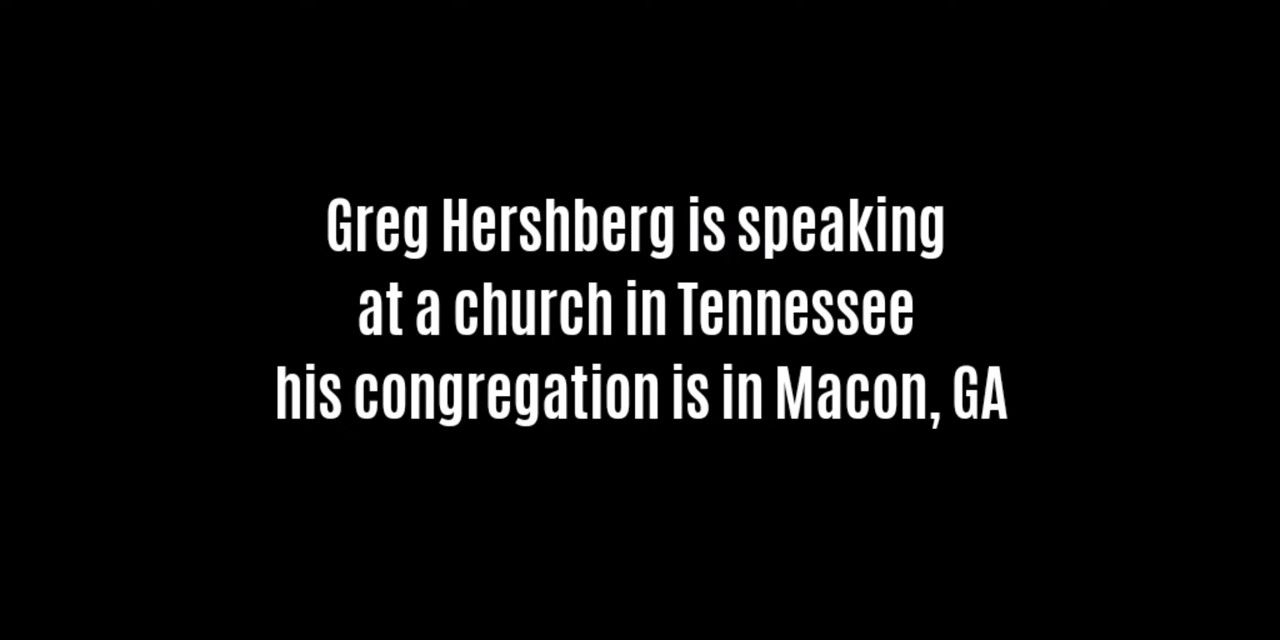 Greg Hershberg is speaking
at a church in Tennessee
his congregation is in Macon, GA